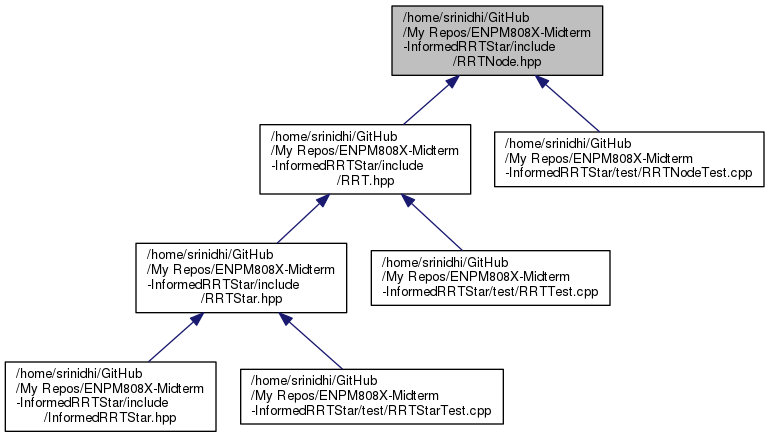 /home/srinidhi/GitHub
/My Repos/ENPM808X-Midterm
-InformedRRTStar/include
/RRTNode.hpp
/home/srinidhi/GitHub
/My Repos/ENPM808X-Midterm
-InformedRRTStar/include
/RRT.hpp
/home/srinidhi/GitHub
/My Repos/ENPM808X-Midterm
-InformedRRTStar/test/RRTNodeTest.cpp
/home/srinidhi/GitHub
/My Repos/ENPM808X-Midterm
-InformedRRTStar/include
/RRTStar.hpp
/home/srinidhi/GitHub
/My Repos/ENPM808X-Midterm
-InformedRRTStar/test/RRTTest.cpp
/home/srinidhi/GitHub
/My Repos/ENPM808X-Midterm
-InformedRRTStar/include
/InformedRRTStar.hpp
/home/srinidhi/GitHub
/My Repos/ENPM808X-Midterm
-InformedRRTStar/test/RRTStarTest.cpp